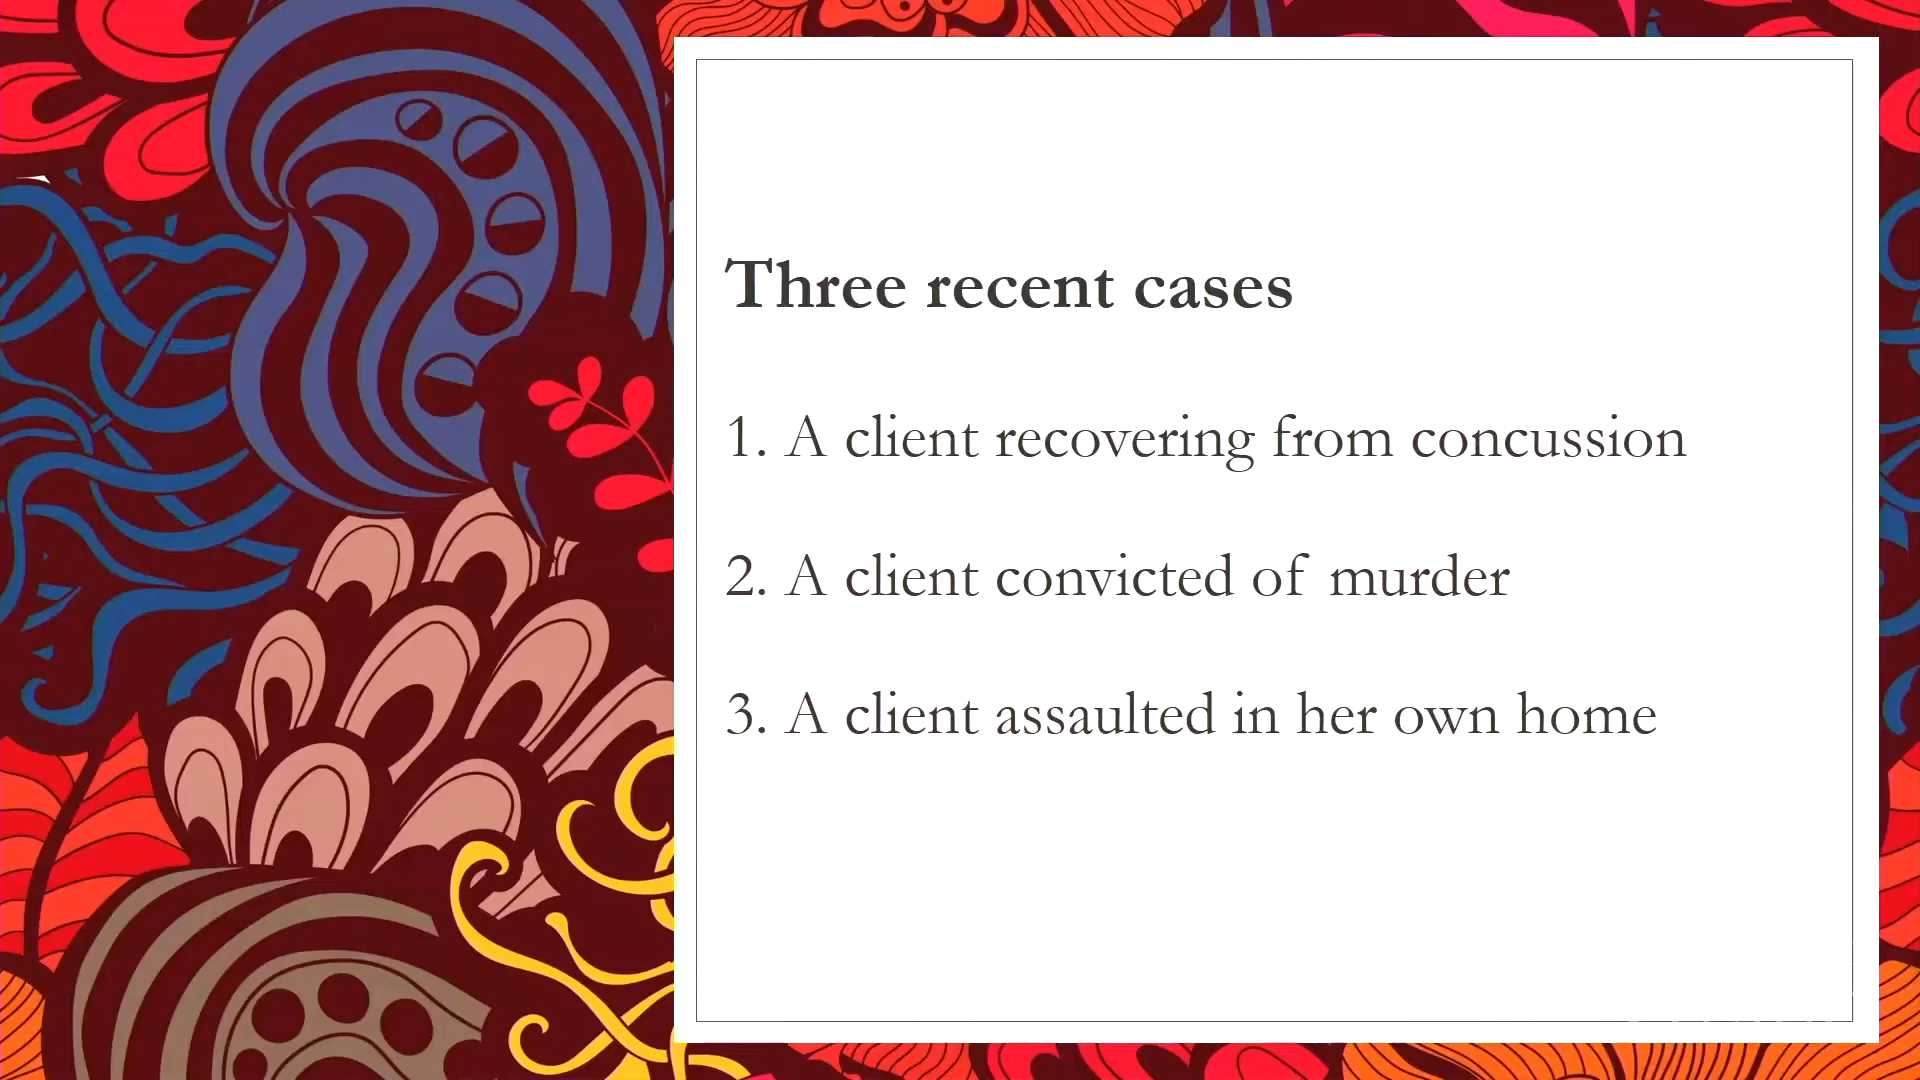 Three recent cases
1. A client recovering from concussion
2. A client convicted of murder
3. A client assaulted in her own home